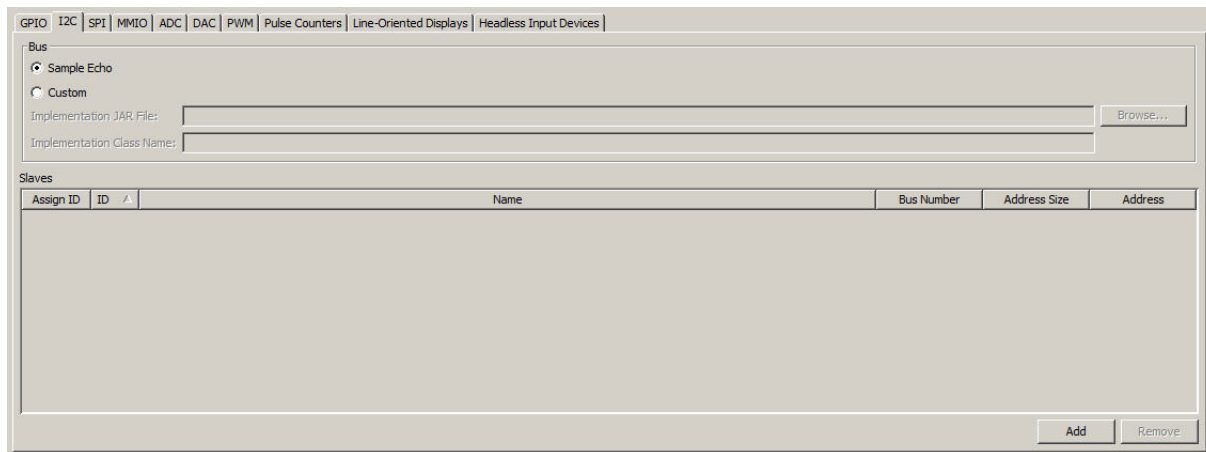 GPIO I2C SPI MMIO ADC DAC PWM Pulse Counters Line-Oriented Displays Headless Input Devices
Bus
Sample Echo
Custom
Implementation JAR File: Browse...
Implementation Class Name:
Slaves
Assign ID ID Name Bus Number Address Size Address
Add Remove